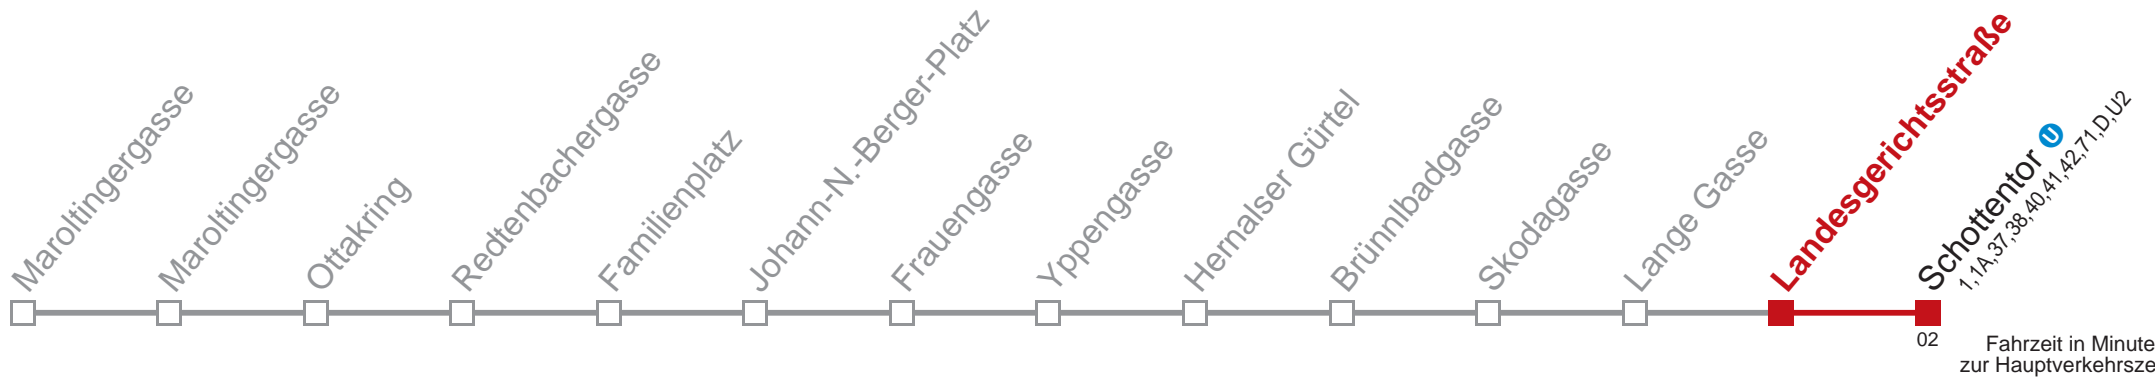 Maroltingergasse
Maroltingergasse
Ottakring
Redtenbachergasse
Familienplatz
Johann-N.-Berger-Platz
Frauengasse
Yppengasse
Hernalser Gürtel
Brünnlbadgasse
Skodagasse
Lange Gasse
Landesgerichtsstraße
Schottentor U
1,1A,37,38,40,41,42,71,D,U2
02
Fahrzeit in Minute
zur Hauptverkehrsze